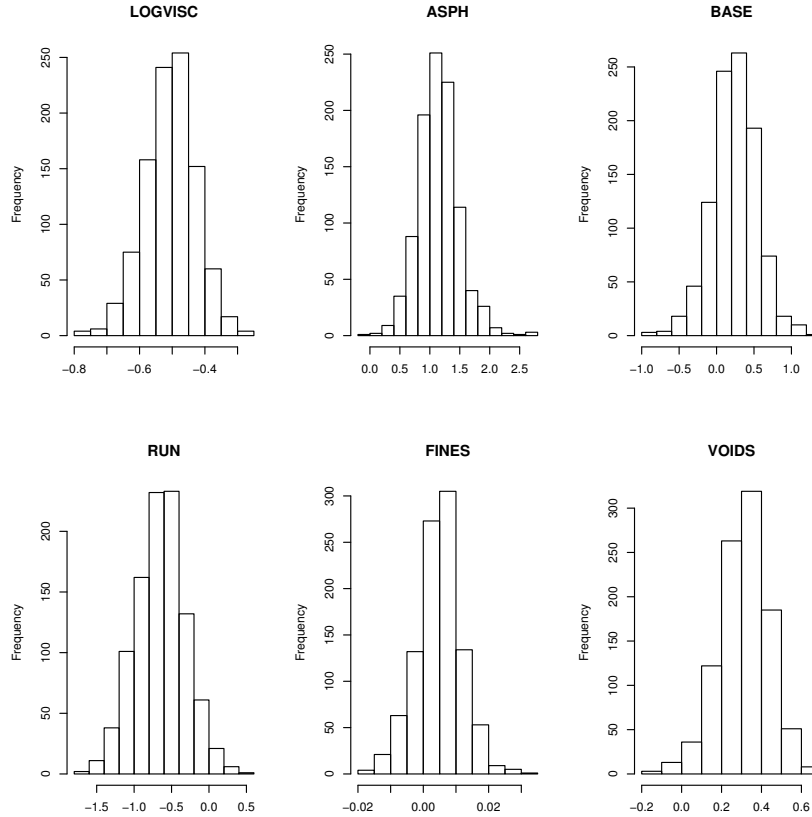 LOGVISC
Frequency
0 50 100 150 200 250
−0.8 −0.6 −0.4
ASPH
Frequency
0 50 100 150 200 250
0.0 0.5 1.0 1.5 2.0 2.5
BASE
Frequency
0 50 100 150 200 250
−1.0 −0.5 0.0 0.5 1.0
RUN
Frequency
0 50 100 150 200
−1.5 −1.0 −0.5 0.0 0.5
FINES
Frequency
0 50 100 150 200 250 300
−0.02 0.00 0.02
VOIDS
Frequency
0 50 100 150 200 250 300
−0.2 0.0 0.2 0.4 0.6